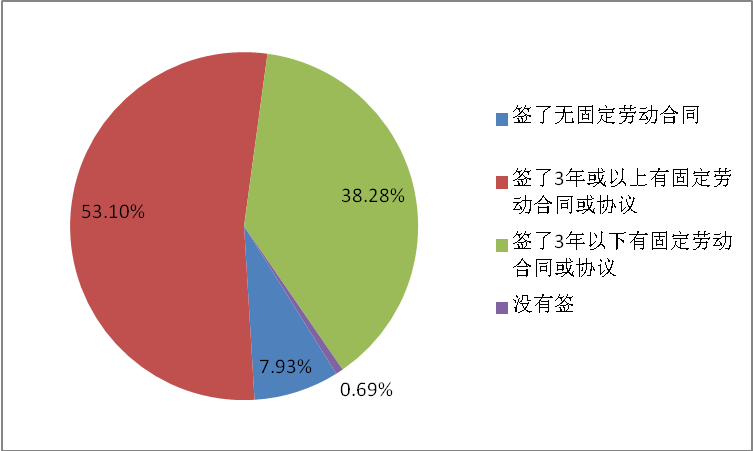 53.10%
38.28%
7.93%
0.69%
签了无固定劳动合同
签了3年或以上有固定劳
动合同或协议
签了3年以下有固定劳动
合同或协议
没有签